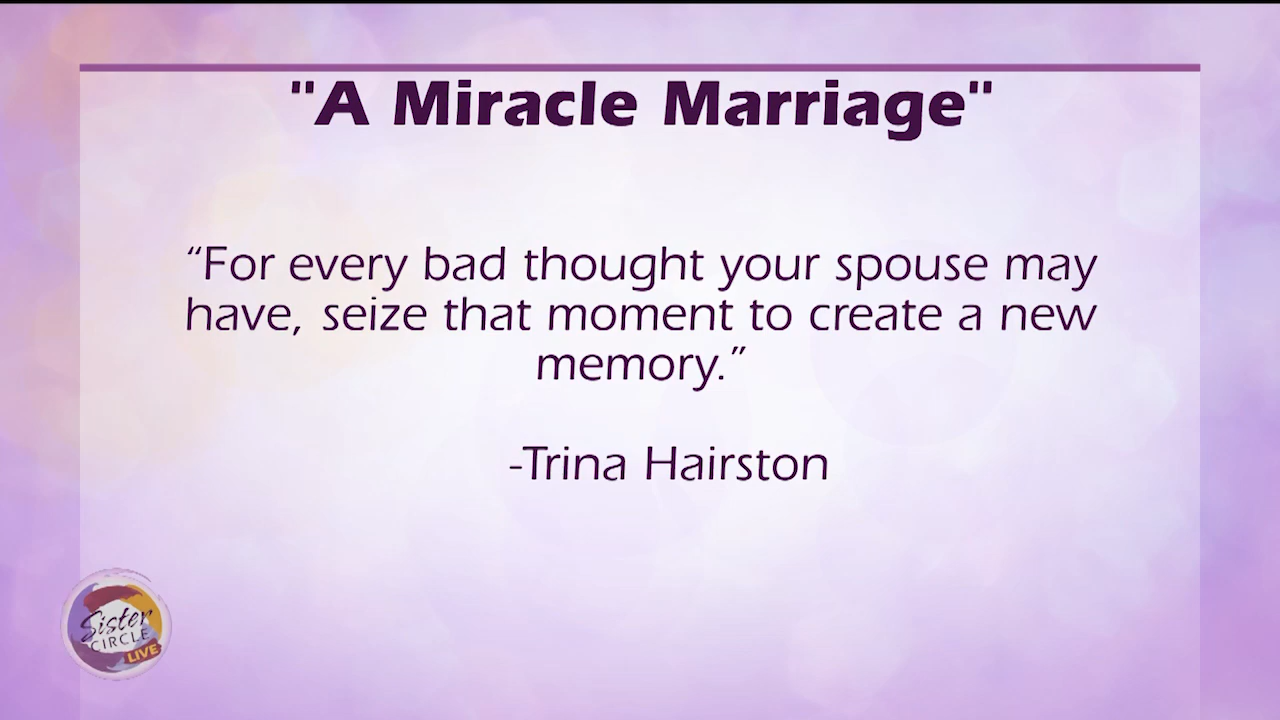 "A Miracle Marriage"
“For every bad thought your spouse may
have, seize that moment to create a new
memory.”
-Trina Hairston
Sister
CIRCLE
LIVE